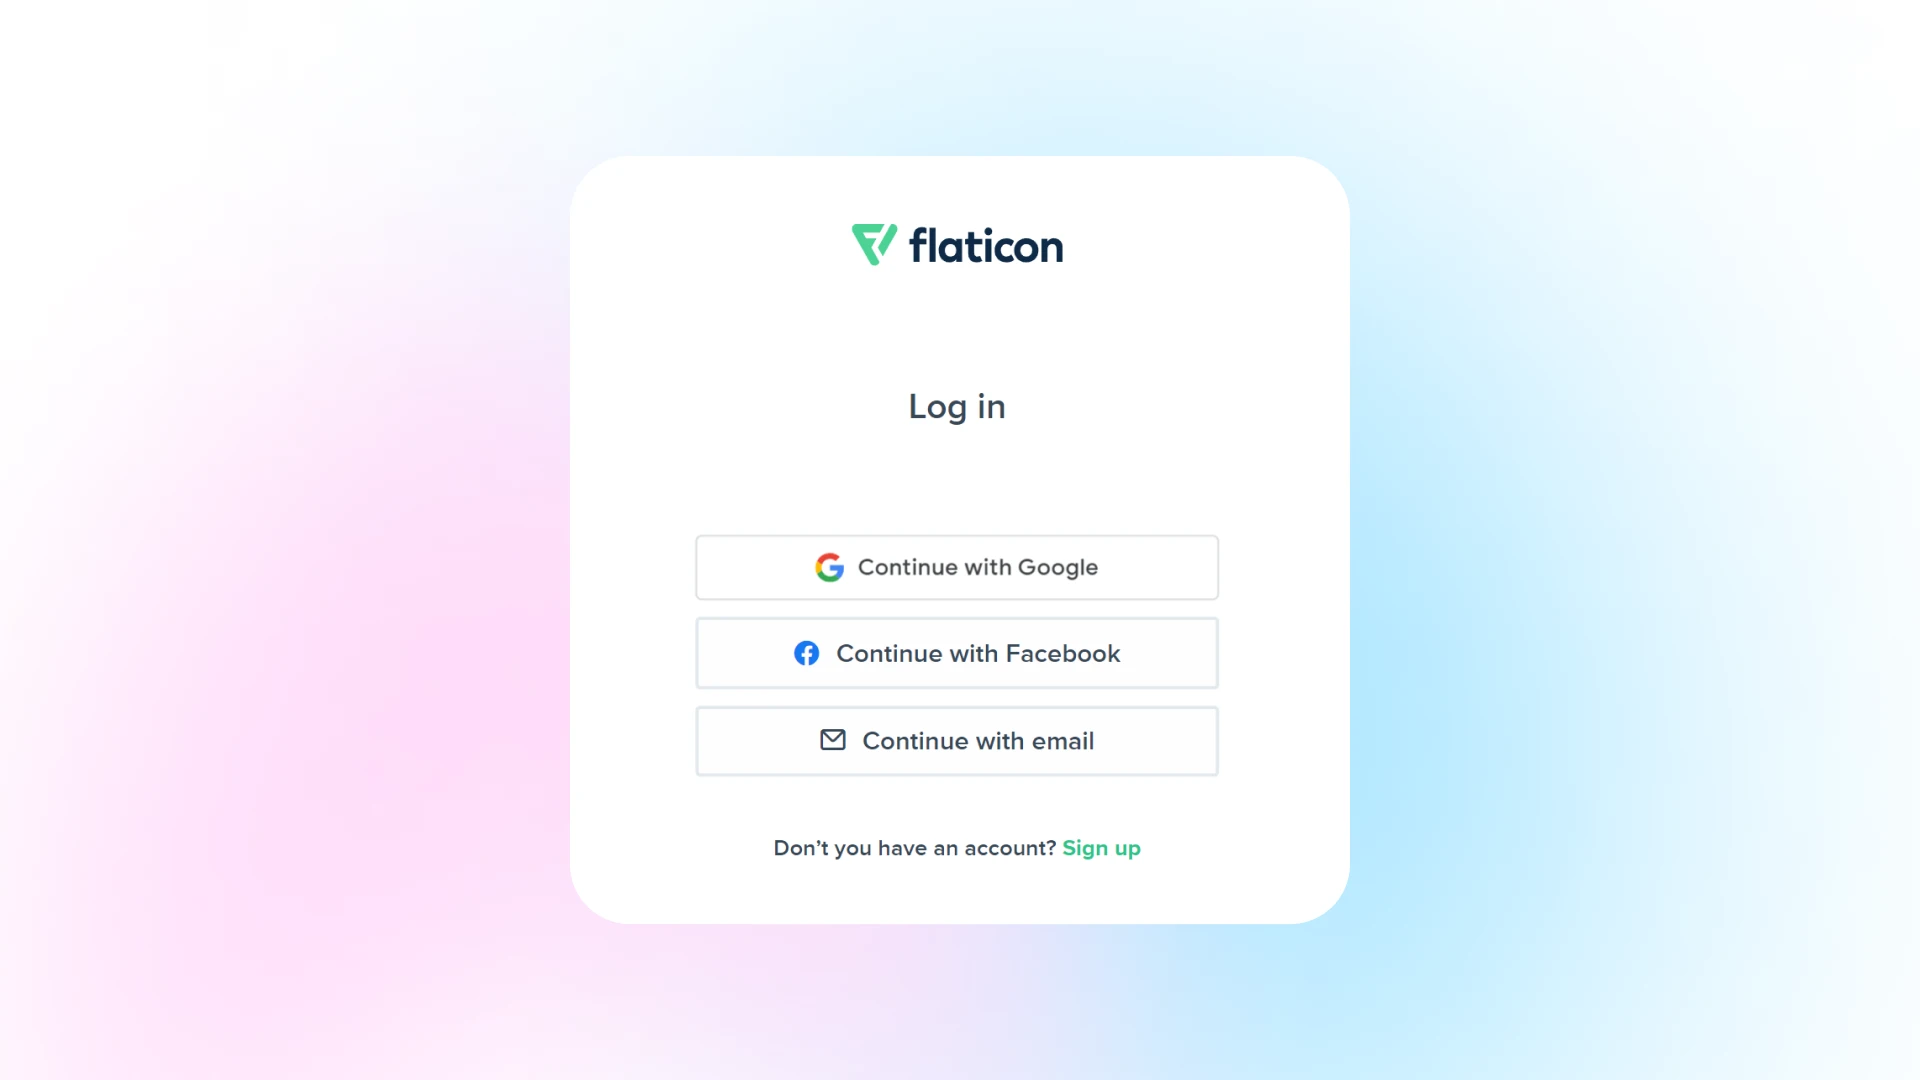 flaticon
Log in
Continue with Google
Continue with Facebook
Continue with email
Don’t you have an account? Sign up